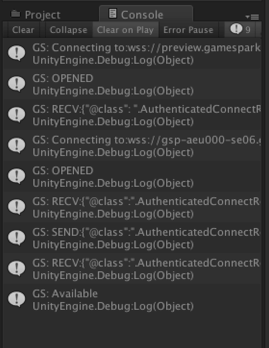 Project Console
Clear Collapse Clear on Play Error Pause 9
GS: Connecting to:wss://preview.gamespark
UnityEngine.Debug:Log(Object)
GS: OPENED
UnityEngine.Debug:Log(Object)
GS: RECV:{"@class": ".AuthenticatedConnectR
UnityEngine.Debug:Log(Object)
GS: Connecting to:wss://gsp-aeu000-se06.g
UnityEngine.Debug:Log(Object)
GS: OPENED
UnityEngine.Debug:Log(Object)
GS: RECV:{"@class":".AuthenticatedConnectRe
UnityEngine.Debug:Log(Object)
GS: SEND:{"@class":".AuthenticatedConnectRe
UnityEngine.Debug:Log(Object)
GS: RECV:{"@class":".AuthenticatedConnectRe
UnityEngine.Debug:Log(Object)
GS: Available
UnityEngine.Debug:Log(Object)